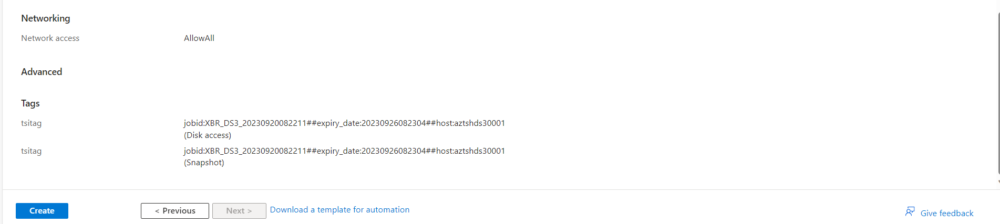 Networking
Network access AllowAll
Advanced
Tags
tsitag jobid:XBR_DS3_20230920082211##expiry_date:20230926082304##host:aztshds30001
(Disk access)
tsitag jobid:XBR_DS3_20230920082211##expiry_date:20230926082304##host:aztshds30001
(Snapshot)
Create < Previous Next > Download a template for automation Give feedback